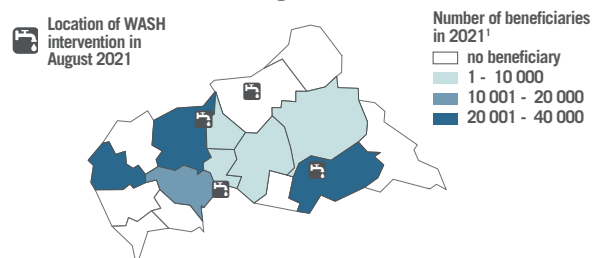 Location of WASH
intervention in
August 2021
Number of beneficiaries
in 2021¹
no beneficiary
1 - 10 000
10 001 - 20 000
20 001 - 40 000